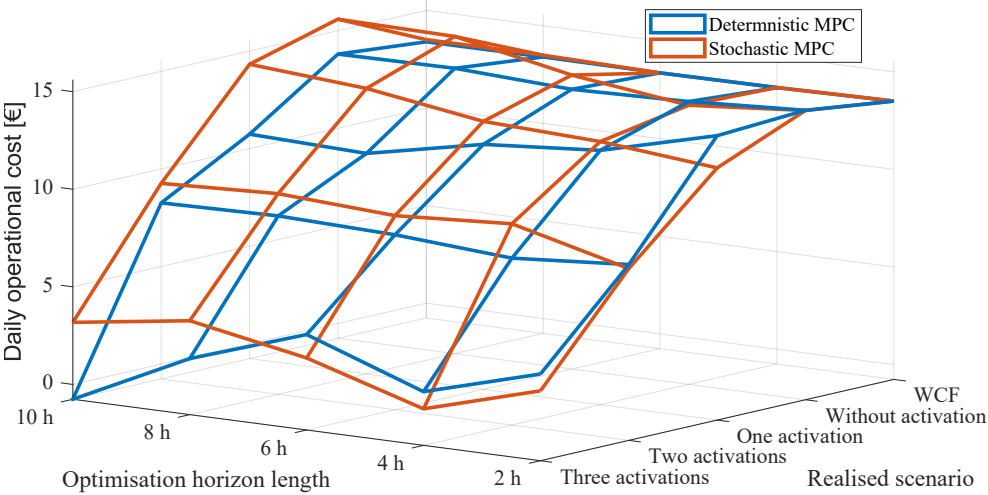 Determnistic MPC
Stochastic MPC
Daily operational cost [€]
15
10
5
0
10 h
8 h
6 h
4 h
2 h
Optimisation horizon length
WCF
Without activation
One activation
Two activations
Three activations
Realised scenario